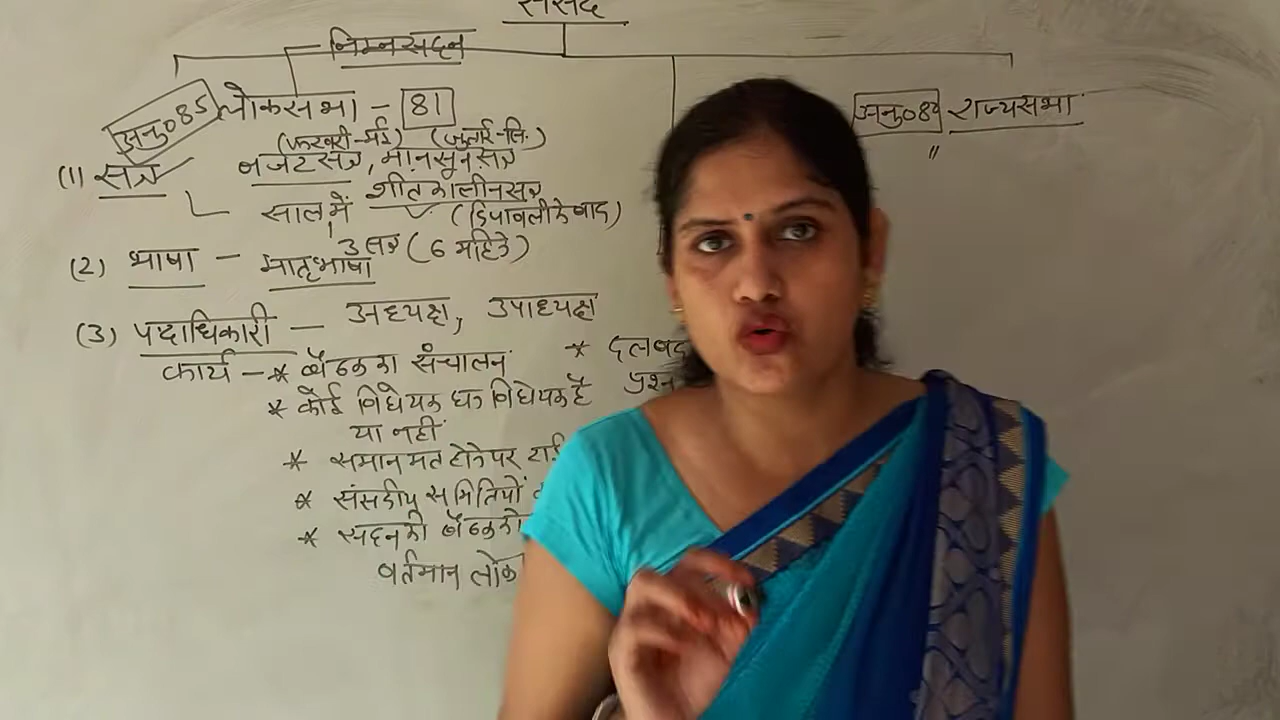 संसद
निम्नसदन
अनु०85 लोकसभा - 81
(फरवरी-मई) (जुलाई-सि.)
(1) सत्र बजटसत्र, मानसूनसत्र
शीतकालीनसत्र
साल में (दिपावली के बाद)
3 सत्र (6 महिने)
(2) भाषा - मातृभाषा
(3) पदाधिकारी - अध्यक्ष, उपाध्यक्ष
कार्य - * बैठक का संचालन
* कोई विधेयक धन विधेयक है
या नहीं
* समान मत होने पर
* संसदीय समितियों
* सदन की बैठक को
वर्तमान लोक
* दलबद
प्रश्न
राज्यसभा
"